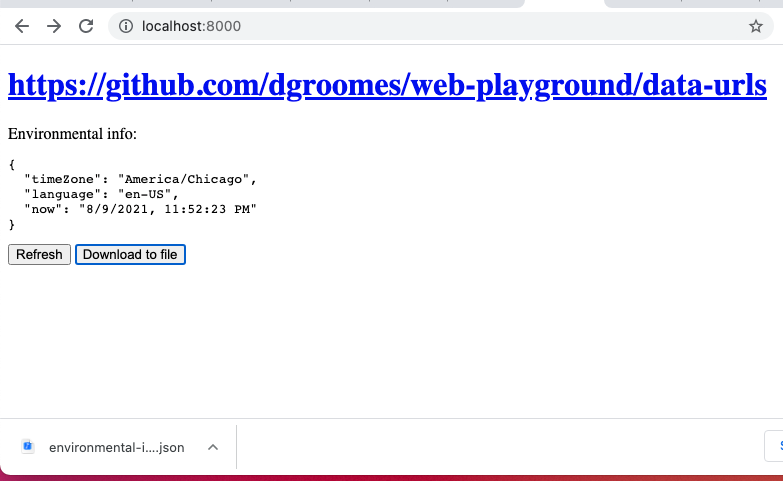 localhost:8000
https://github.com/dgroomes/web-playground/data-urls
Environmental info:
{
  "timeZone": "America/Chicago",
  "language": "en-US",
  "now": "8/9/2021, 11:52:23 PM"
}
Refresh Download to file
environmental-i....json